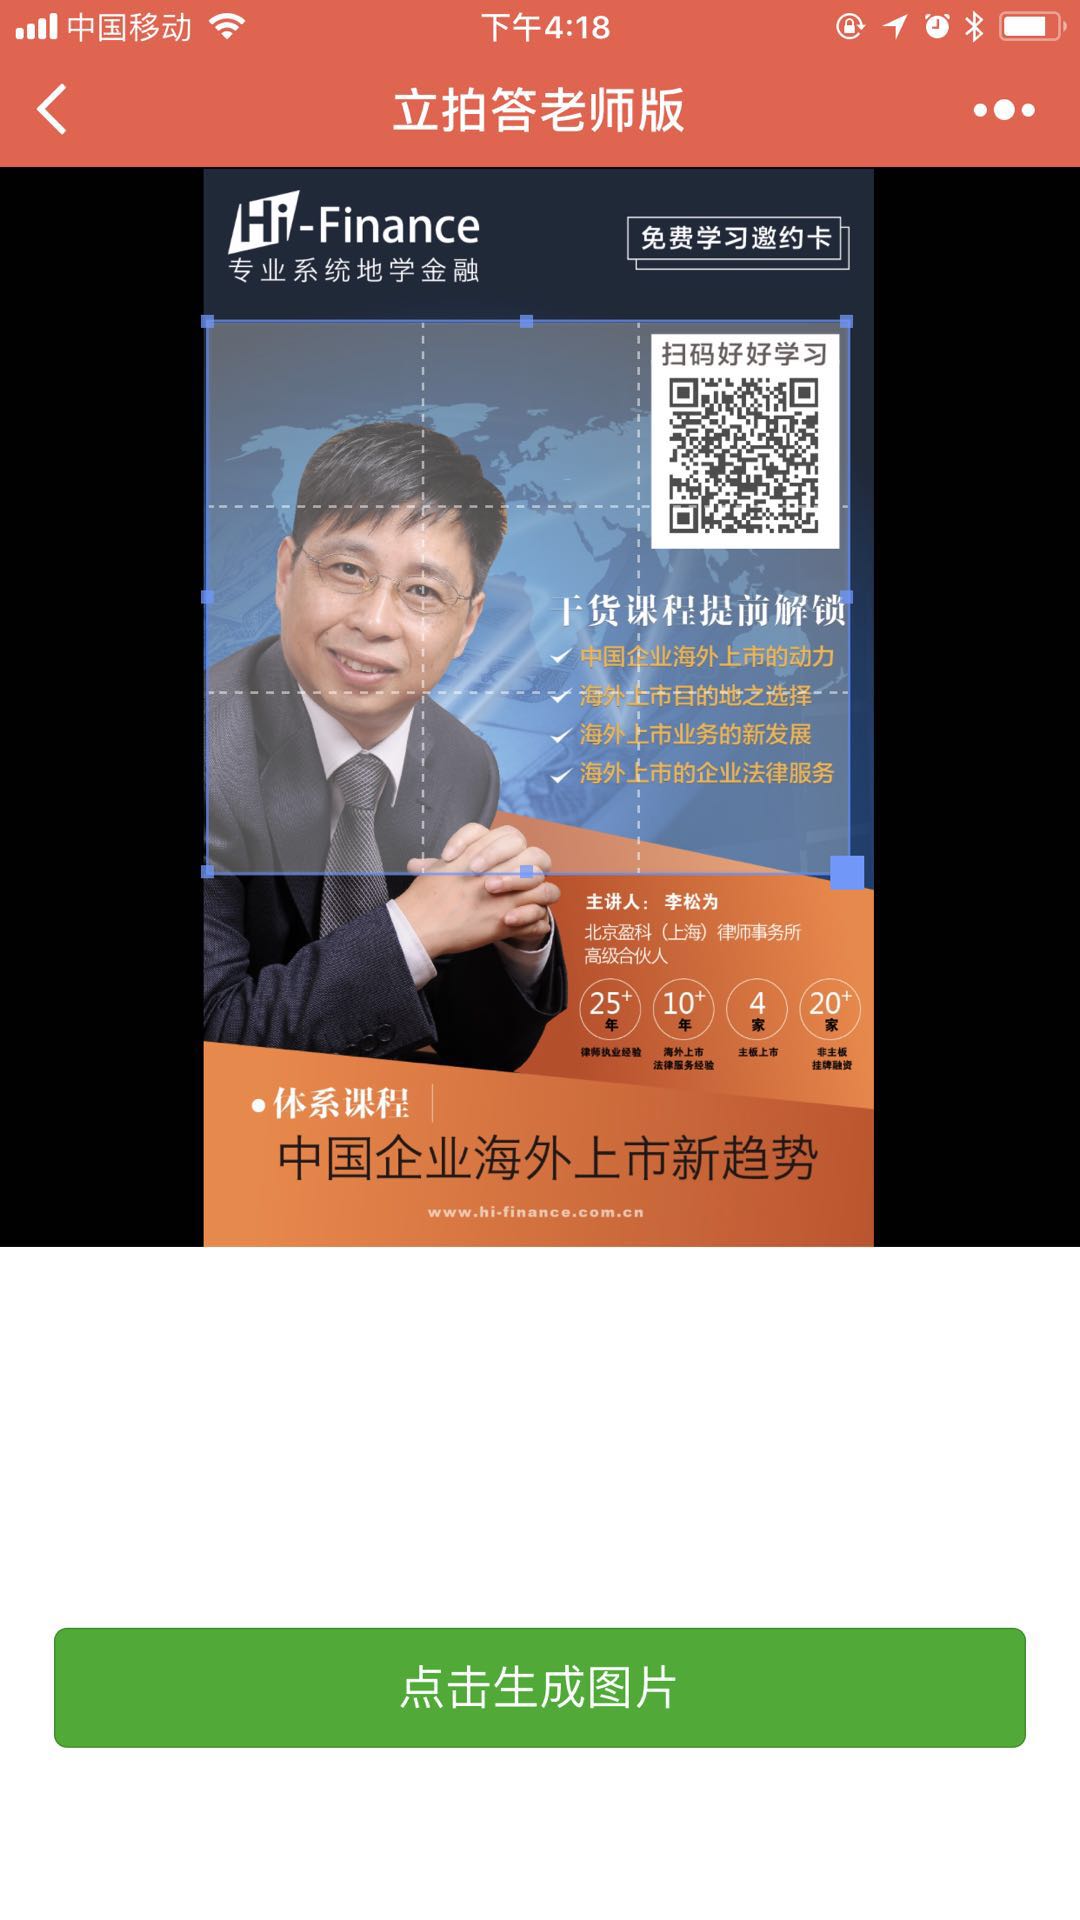 中国移动 下午4:18
立拍答老师版
Hi-Finance
专业系统地学金融
免费学习邀约卡
扫码好好学习
干货课程提前解锁
中国企业海外上市的动力
海外上市目的地之选择
海外上市业务的新发展
海外上市的企业法律服务
主讲人： 李松为
北京盈科（上海）律师事务所
高级合伙人
25+ 10+ 4 20+
年 年 家 家
律师执业经验 海外上市 主板上市 非主板
法律服务经验 挂牌融资
体系课程
中国企业海外上市新趋势
www.hi-finance.com.cn
点击生成图片